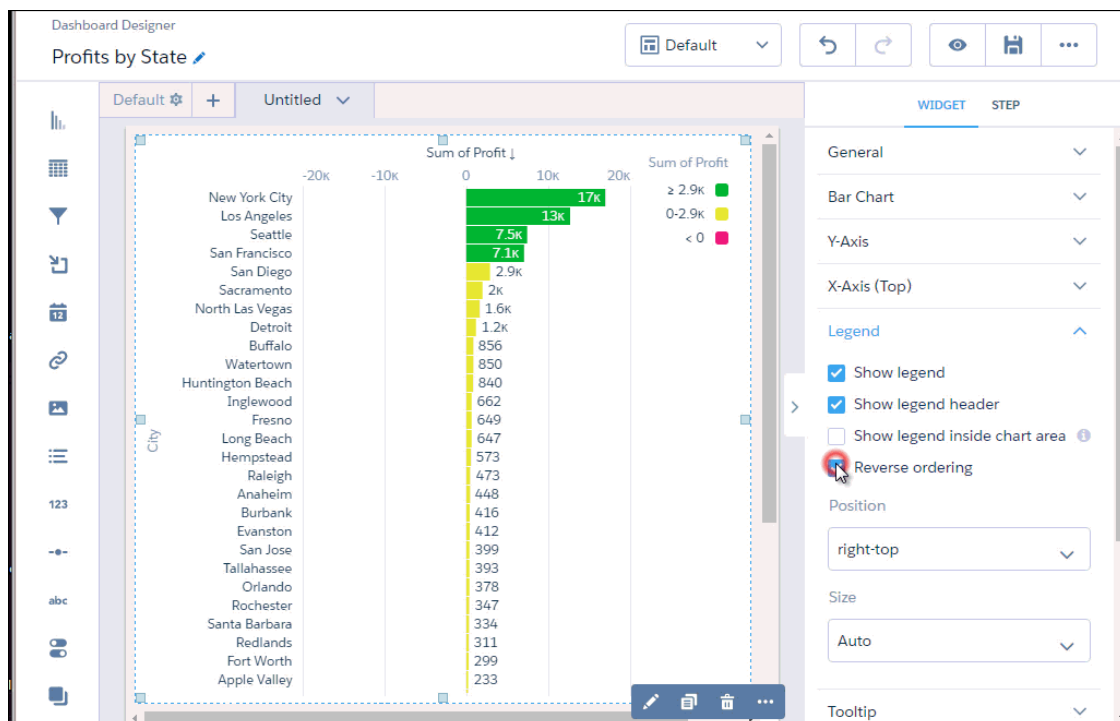 Dashboard Designer
Profits by State
Default
Default
Untitled
WIDGET STEP
General
Bar Chart
Y-Axis
X-Axis (Top)
Legend
Show legend
Show legend header
Show legend inside chart area
Reverse ordering
Position
right-top
Size
Auto
Tooltip
12
123
abc
Sum of Profit ↓
-20K -10K 0 10K 20K
Sum of Profit
≥ 2.9K
0-2.9K
< 0
City
New York City 17K
Los Angeles 13K
Seattle 7.5K
San Francisco 7.1K
San Diego 2.9K
Sacramento 2K
North Las Vegas 1.6K
Detroit 1.2K
Buffalo 856
Watertown 850
Huntington Beach 840
Inglewood 662
Fresno 649
Long Beach 647
Hempstead 573
Raleigh 473
Anaheim 448
Burbank 416
Evanston 412
San Jose 399
Tallahassee 393
Orlando 378
Rochester 347
Santa Barbara 334
Redlands 311
Fort Worth 299
Apple Valley 233